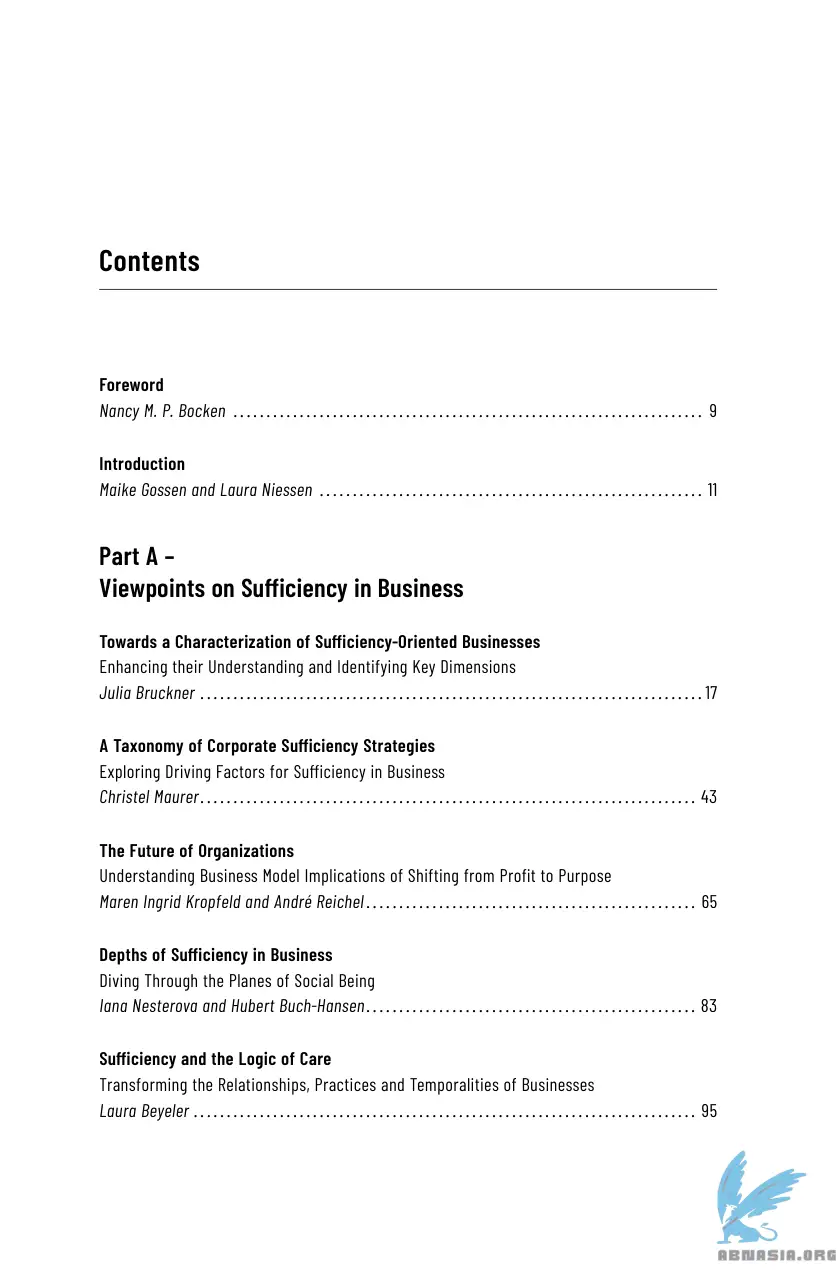 Contents
Foreword
Nancy M. P. Bocken ........................................................................ 9
Introduction
Maike Gossen and Laura Niessen .......................................................... 11
Part A –
Viewpoints on Sufficiency in Business
Towards a Characterization of Sufficiency-Oriented Businesses
Enhancing their Understanding and Identifying Key Dimensions
Julia Bruckner ............................................................................ 17
A Taxonomy of Corporate Sufficiency Strategies
Exploring Driving Factors for Sufficiency in Business
Christel Maurer........................................................................... 43
The Future of Organizations
Understanding Business Model Implications of Shifting from Profit to Purpose
Maren Ingrid Kropfeld and André Reichel.................................................. 65
Depths of Sufficiency in Business
Diving Through the Planes of Social Being
Iana Nesterova and Hubert Buch-Hansen.................................................. 83
Sufficiency and the Logic of Care
Transforming the Relationships, Practices and Temporalities of Businesses
Laura Beyeler ............................................................................ 95
ABNASIA.ORG